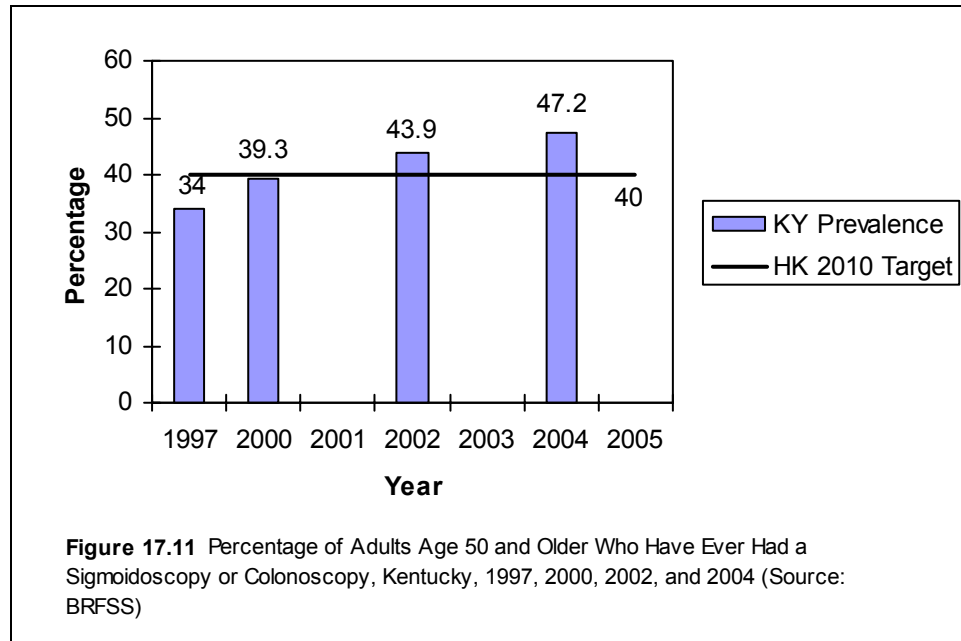 60
50
40
30
20
10
0
Percentage
34
39.3
43.9
47.2
40
1997 2000 2001 2002 2003 2004 2005
Year
KY Prevalence
HK 2010 Target
Figure 17.11 Percentage of Adults Age 50 and Older Who Have Ever Had a
Sigmoidoscopy or Colonoscopy, Kentucky, 1997, 2000, 2002, and 2004 (Source:
BRFSS)